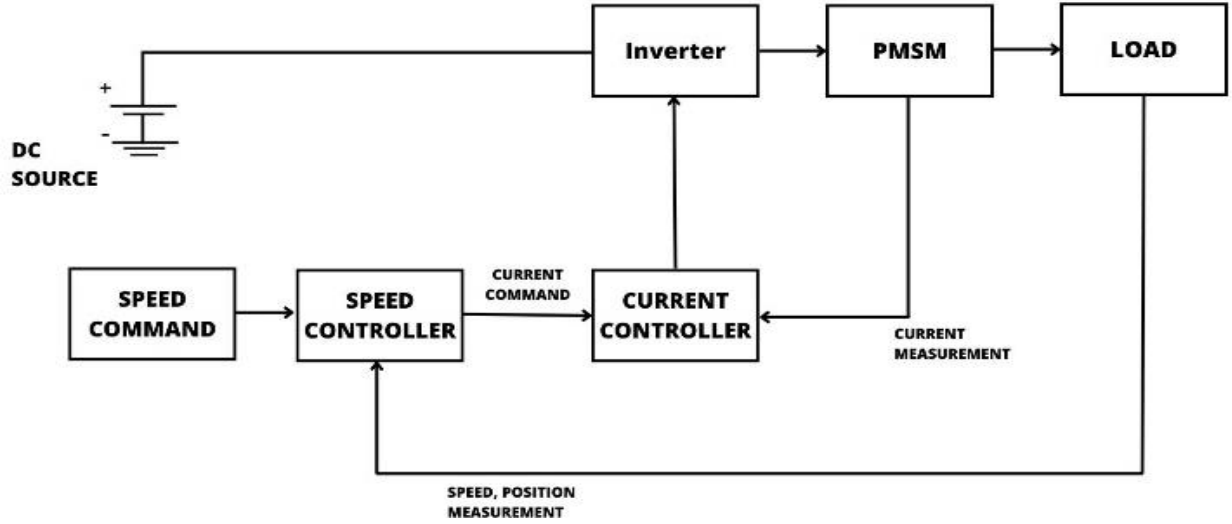 Inverter
PMSM
LOAD
+
-
DC
SOURCE
SPEED
COMMAND
SPEED
CONTROLLER
CURRENT
COMMAND
CURRENT
CONTROLLER
CURRENT
MEASUREMENT
SPEED, POSITION
MEASUREMENT